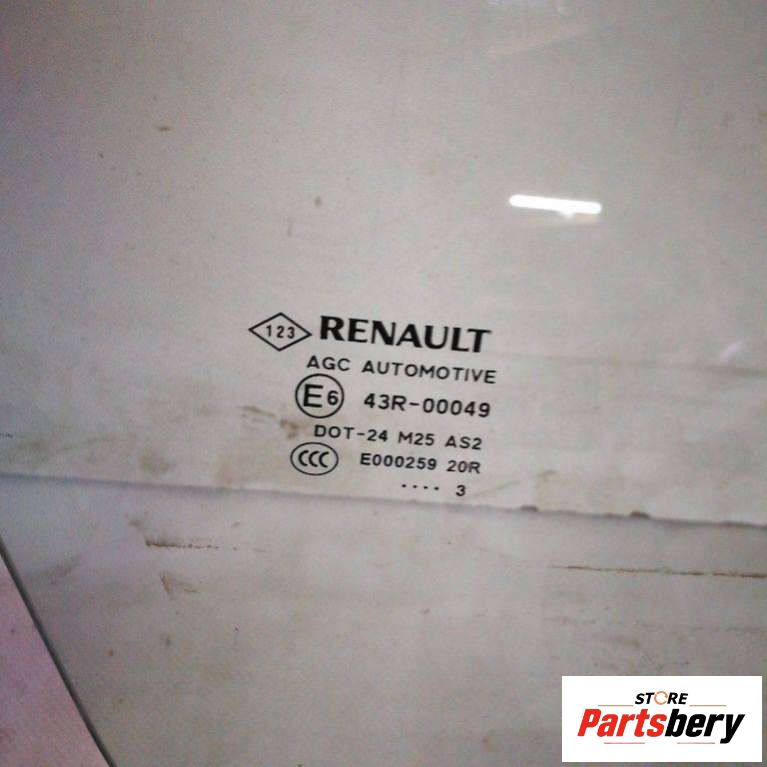 123 RENAULT
AGC AUTOMOTIVE
E6 43R-00049
DOT-24 M25 AS2
CCC E000259 20R
.... 3
STORE
Partsbery